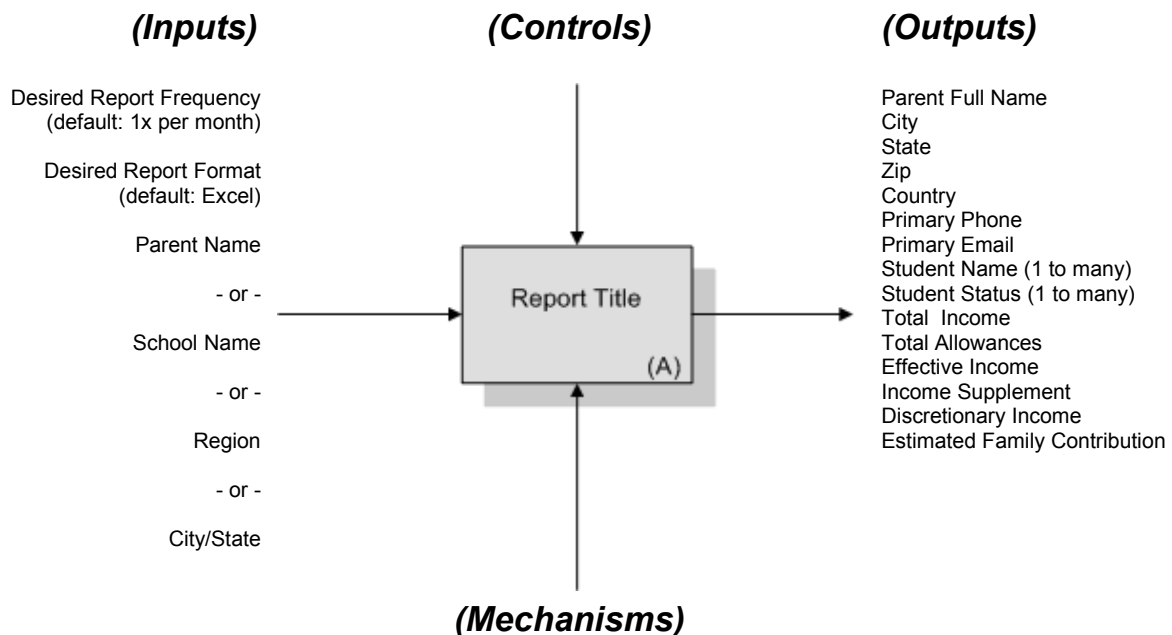 (Inputs)
(Controls)
(Outputs)
Desired Report Frequency
(default: 1x per month)
Desired Report Format
(default: Excel)
Parent Name
- or -
School Name
- or -
Region
- or -
City/State
Report Title
(A)
Parent Full Name
City
State
Zip
Country
Primary Phone
Primary Email
Student Name (1 to many)
Student Status (1 to many)
Total Income
Total Allowances
Effective Income
Income Supplement
Discretionary Income
Estimated Family Contribution
(Mechanisms)